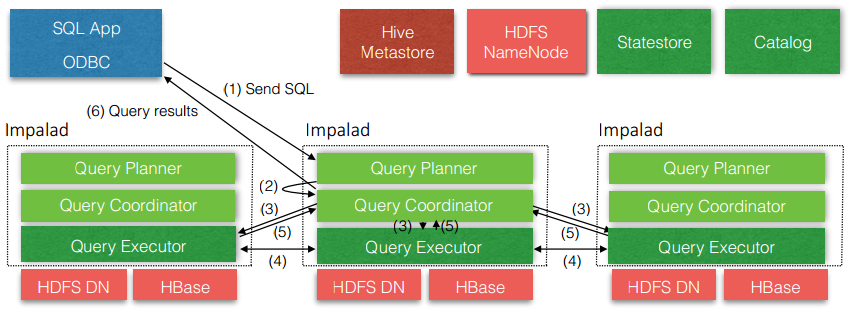 SQL App
ODBC
Hive
Metastore
HDFS
NameNode
Statestore
Catalog
(1) Send SQL
(6) Query results
Impalad
Impalad
Impalad
Query Planner
Query Planner
Query Planner
(2)
Query Coordinator
Query Coordinator
Query Coordinator
(3)
(3)
(3)
(5)
(5)
(5)
Query Executor
Query Executor
Query Executor
(4)
(4)
HDFS DN
HBase
HDFS DN
HBase
HDFS DN
HBase